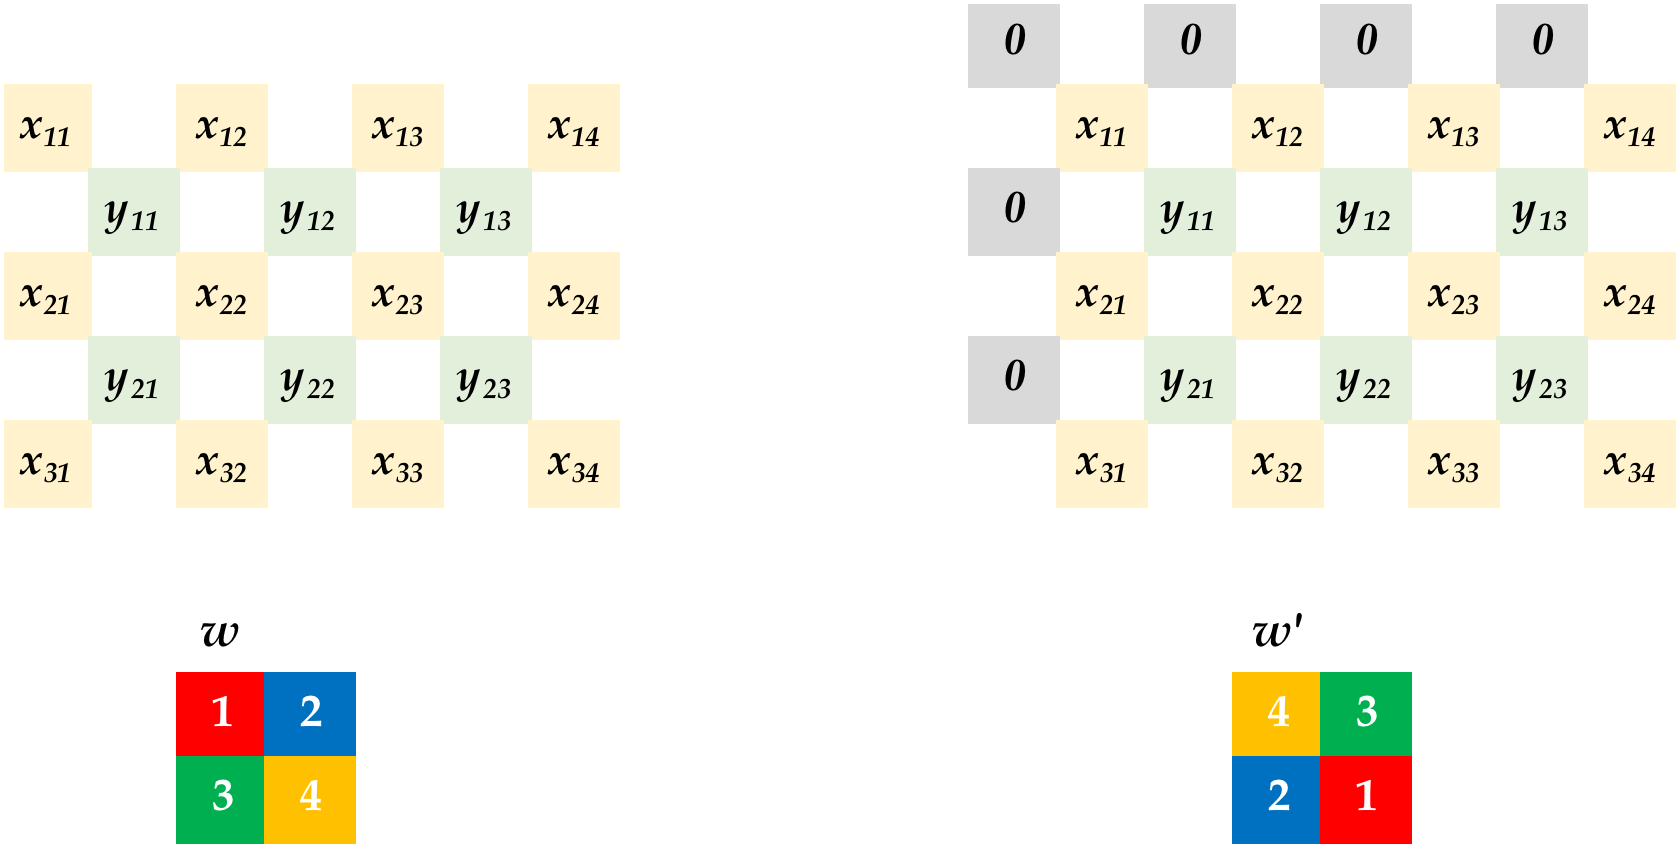 0 0 0 0
x11 x12 x13 x14 x11 x12 x13 x14
y11 y12 y13 0 y11 y12 y13
x21 x22 x23 x24 x21 x22 x23 x24
y21 y22 y23 0 y21 y22 y23
x31 x32 x33 x34 x31 x32 x33 x34
w w'
1 2 4 3
3 4 2 1